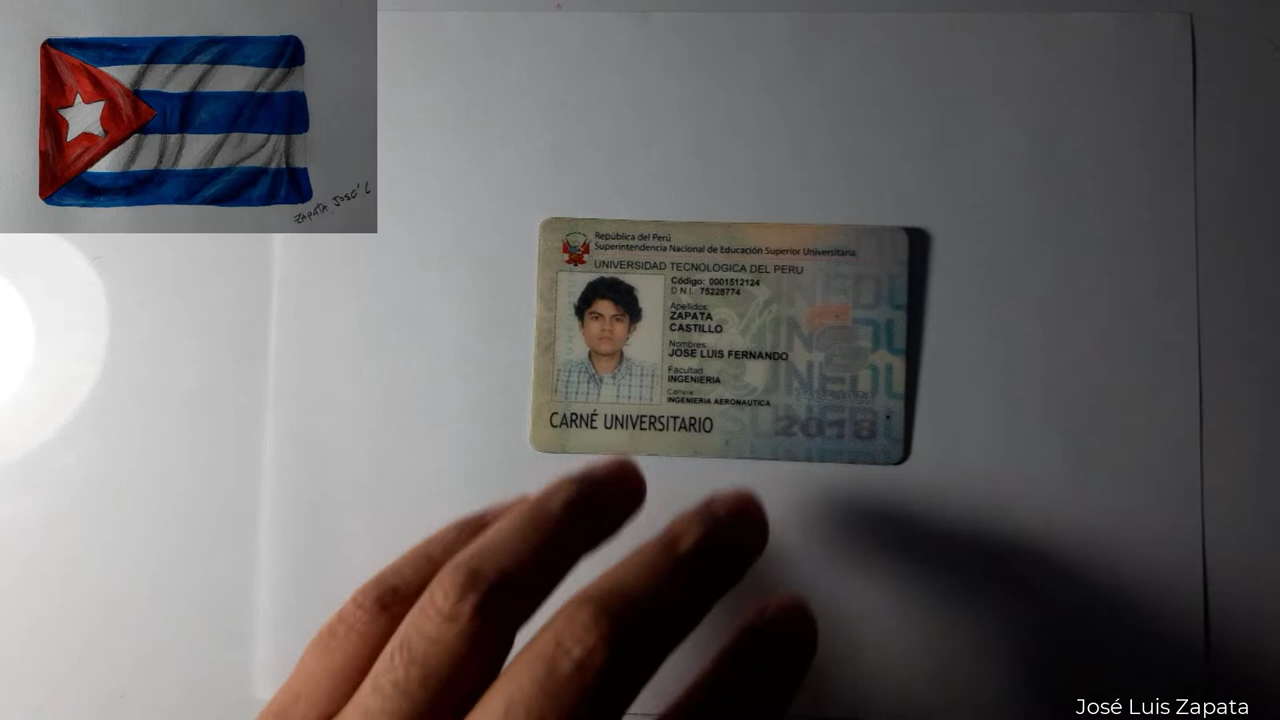 ZAPATA JOSÉ L
República del Perú
Superintendencia Nacional de Educación Superior Universitaria
UNIVERSIDAD TECNOLOGICA DEL PERU
Código: 0001512124
D N I.: 75228774
Apellidos:
ZAPATA
CASTILLO
Nombres:
JOSE LUIS FERNANDO
Facultad
INGENIERIA
Carrera
INGENIERIA AERONAUTICA
CARNÉ UNIVERSITARIO
2018
José Luis Zapata